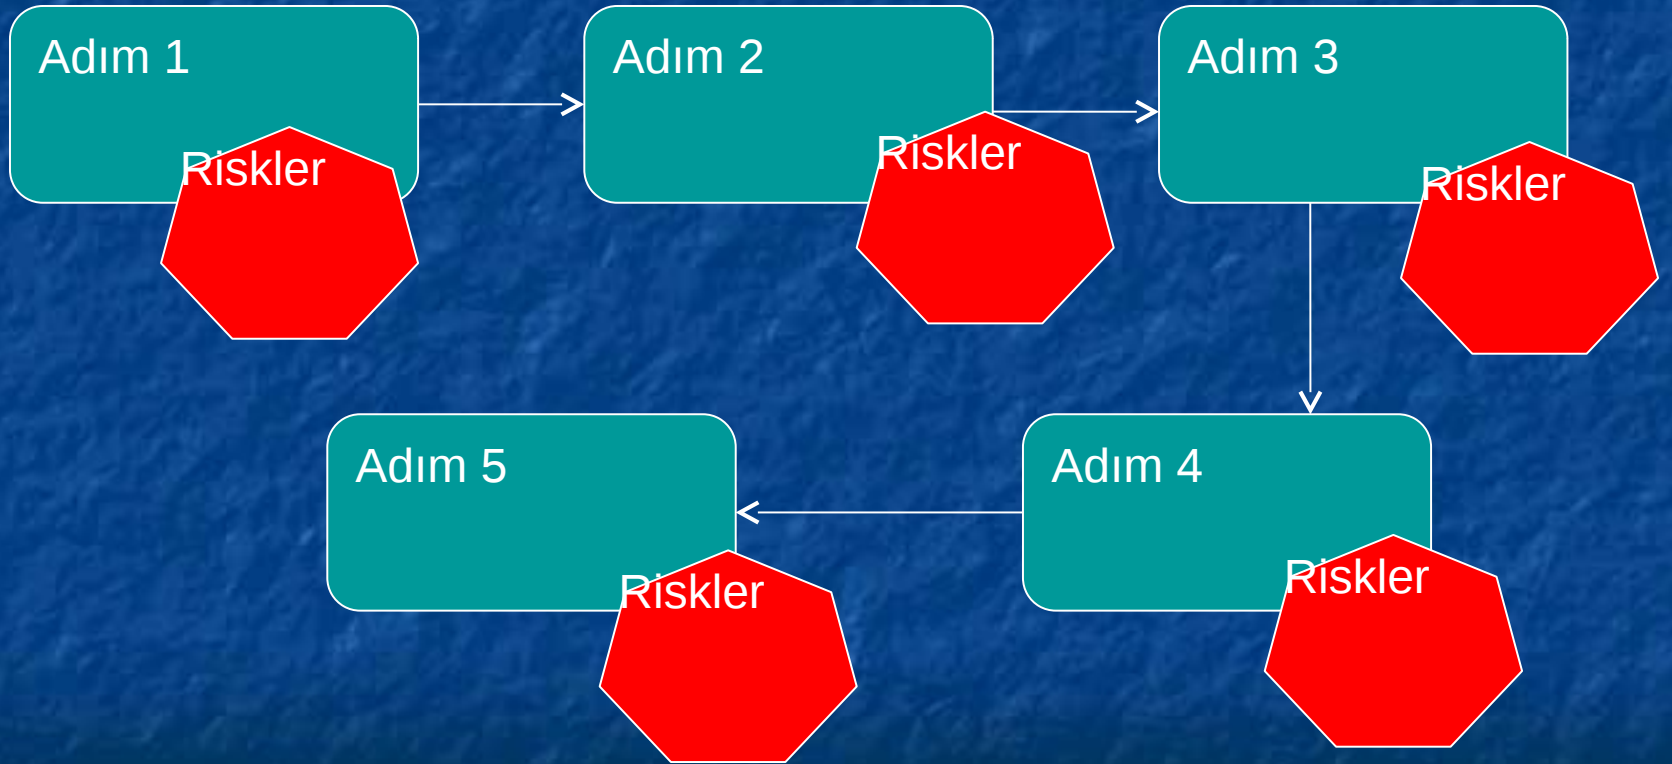 Adım 1
Riskler
Adım 2
Riskler
Adım 3
Riskler
Adım 4
Riskler
Adım 5
Riskler